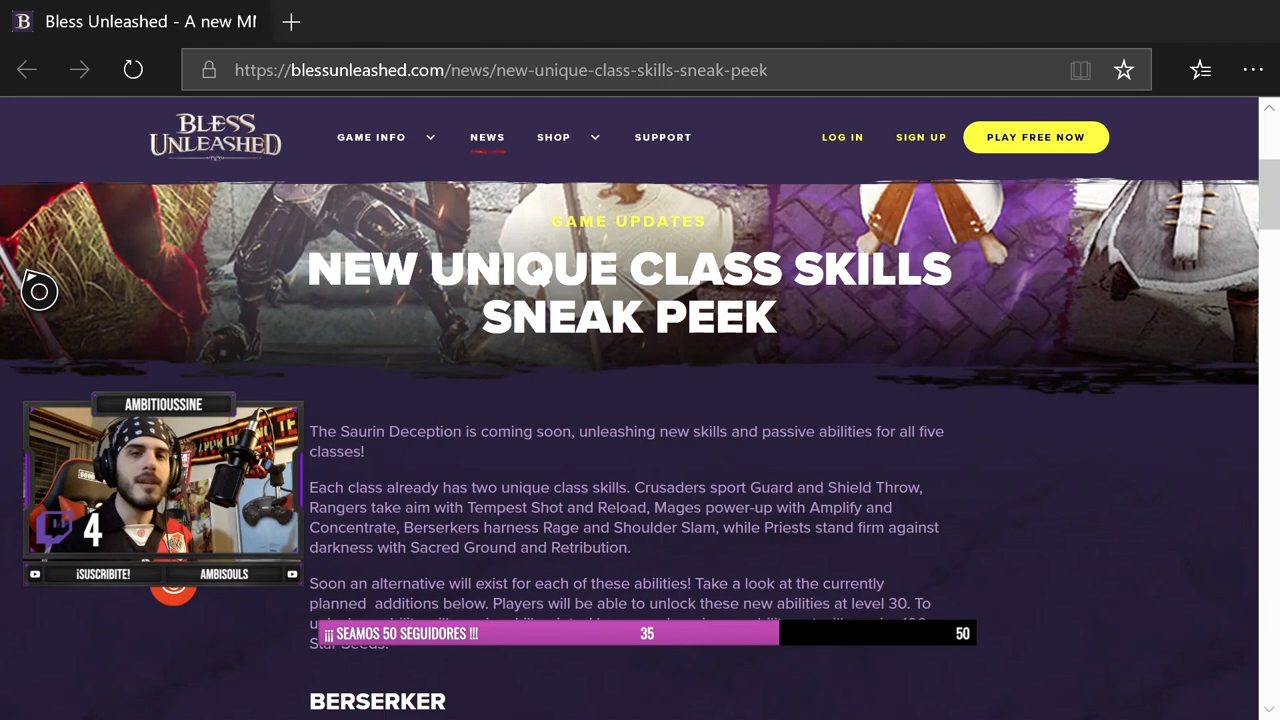 Bless Unleashed - A new MI
https://blessunleashed.com/news/new-unique-class-skills-sneak-peek
BLESS
UNLEASHED
GAME INFO
NEWS
SHOP
SUPPORT
LOG IN
SIGN UP
PLAY FREE NOW
GAME UPDATES
NEW UNIQUE CLASS SKILLS
SNEAK PEEK
AMBITIOUSSINE
4
¡SUSCRIBITE!
AMBISOULS
The Saurin Deception is coming soon, unleashing new skills and passive abilities for all five
classes!
Each class already has two unique class skills. Crusaders sport Guard and Shield Throw,
Rangers take aim with Tempest Shot and Reload, Mages power-up with Amplify and
Concentrate, Berserkers harness Rage and Shoulder Slam, while Priests stand firm against
darkness with Sacred Ground and Retribution.
Soon an alternative will exist for each of these abilities! Take a look at the currently
planned additions below. Players will be able to unlock these new abilities at level 30. To
¡¡¡ SEAMOS 50 SEGUIDORES !!!
35
50
Star Seeds.
BERSERKER